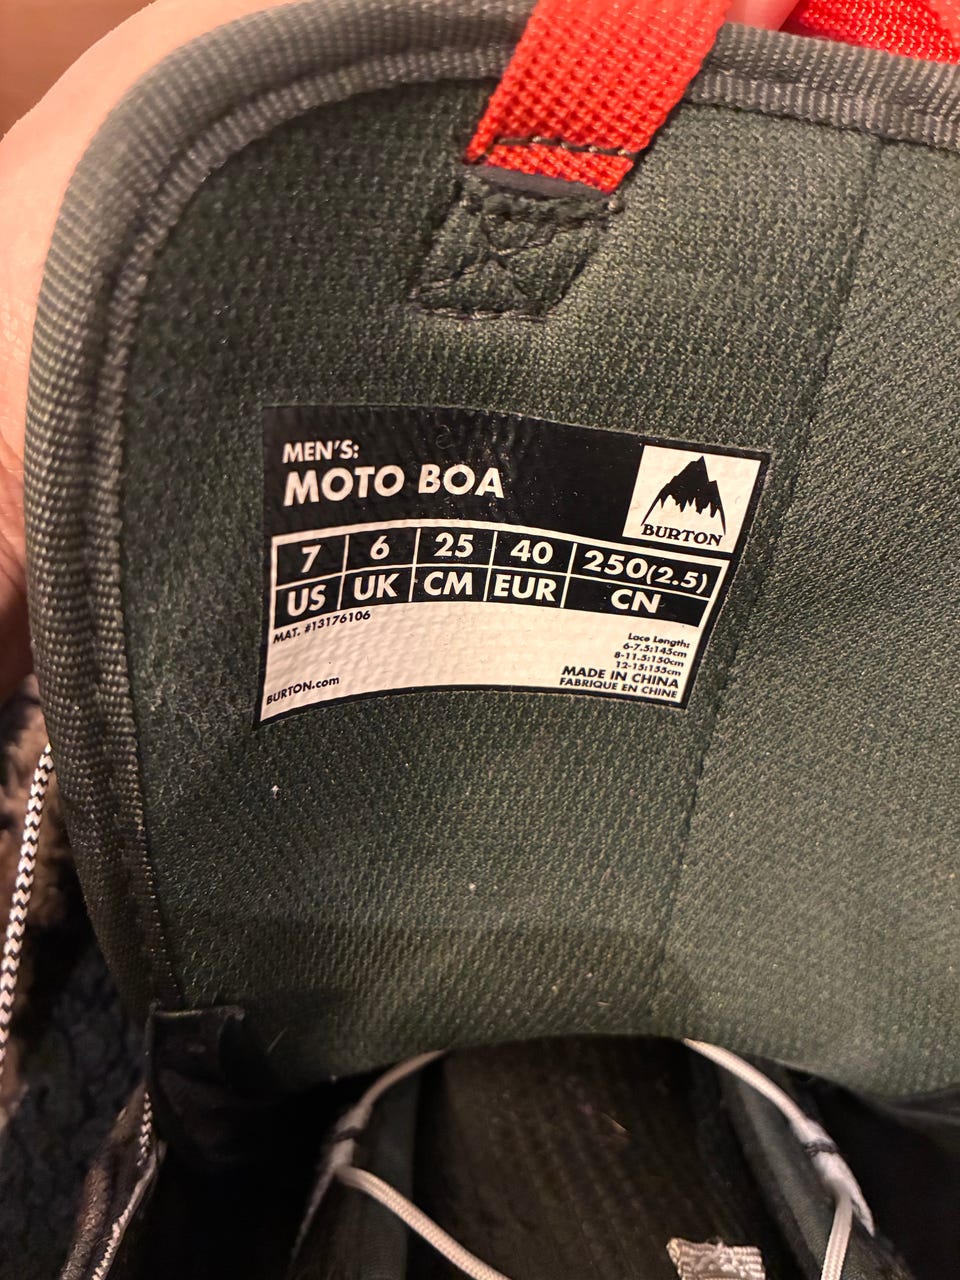 MEN'S:
MOTO BOA
BURTON
7 6 25 40 250(2.5)
US UK CM EUR CN
MAT. #13176106
Lace Length:
6-7.5:145cm
8-11.5:150cm
12-15:155cm
MADE IN CHINA
FABRIQUE EN CHINE
BURTON.com